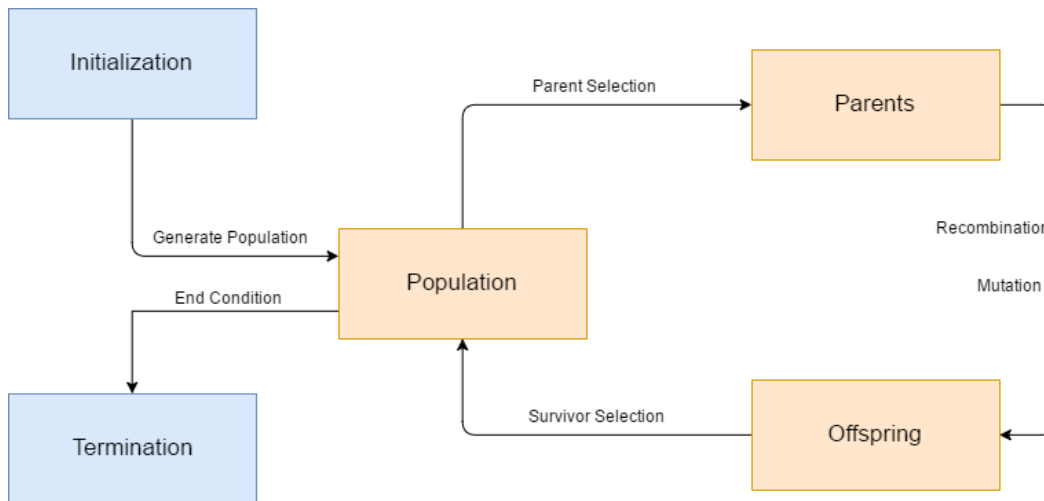 Initialization
Parent Selection
Parents
Generate Population
Recombination
Population
Mutation
End Condition
Survivor Selection
Offspring
Termination